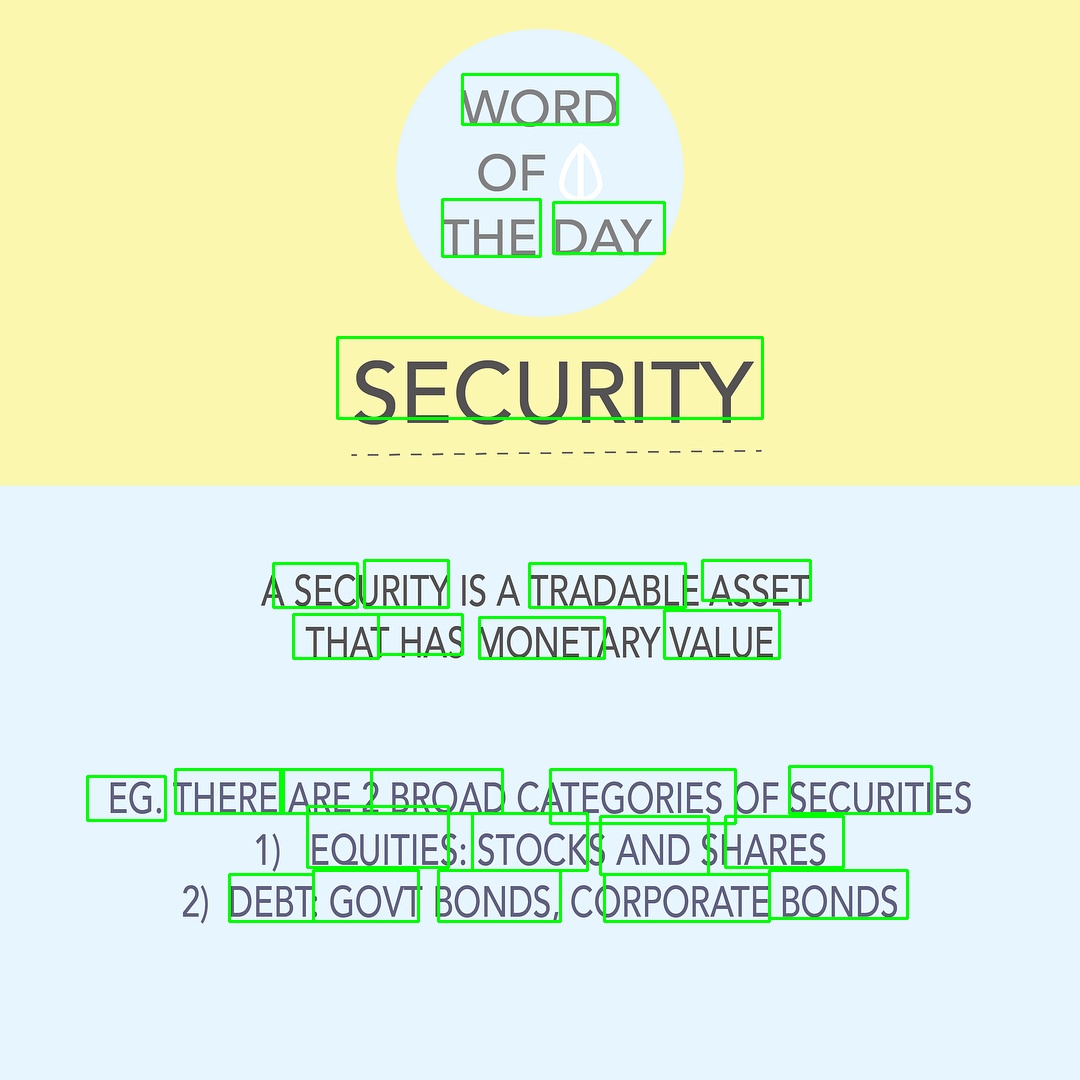 WORD
OF
THE DAY
SECURITY
A SECURITY IS A TRADABLE ASSET
THAT HAS MONETARY VALUE
EG. THERE ARE 2 BROAD CATEGORIES OF SECURITIES
1) EQUITIES: STOCKS AND SHARES
2) DEBT: GOVT BONDS, CORPORATE BONDS